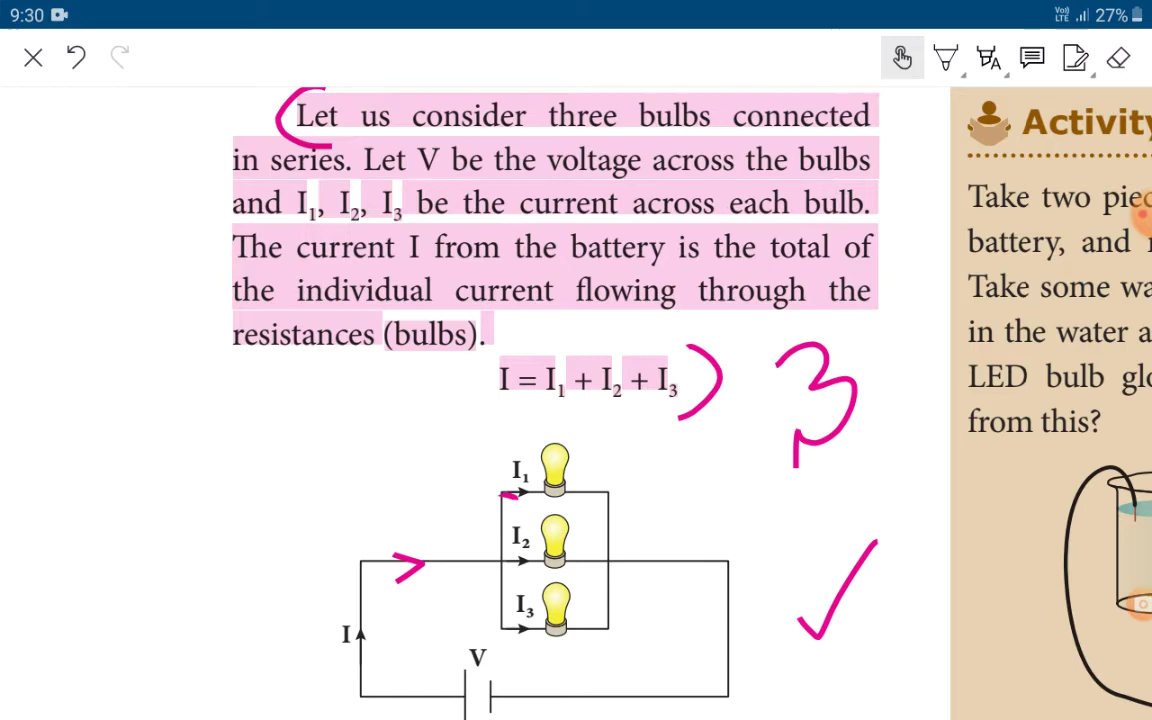 9:30
Vo) LTE 27%
Let us consider three bulbs connected
in series. Let V be the voltage across the bulbs
and I₁, I₂, I₃ be the current across each bulb.
The current I from the battery is the total of
the individual current flowing through the
resistances (bulbs).
I = I₁ + I₂ + I₃
3
I₁
I₂
I₃
I
V
Activity
Take two
battery, and
Take some
in the water
LED bulb
from this?